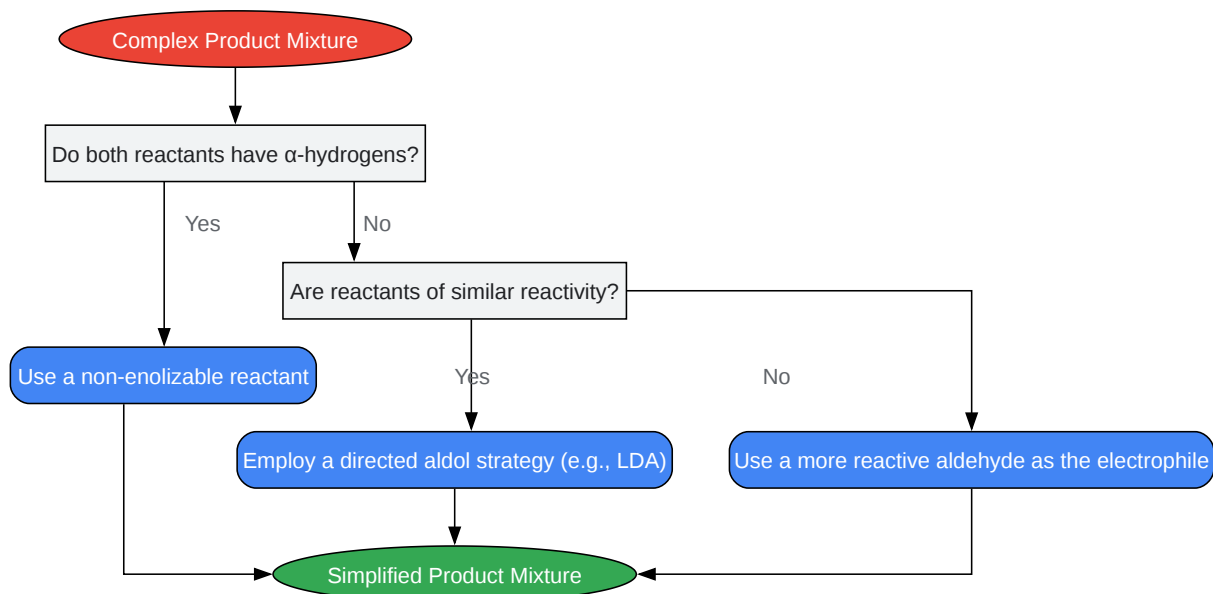 Complex Product Mixture
Do both reactants have α-hydrogens?
Yes
No
Are reactants of similar reactivity?
Use a non-enolizable reactant
Yes
No
Employ a directed aldol strategy (e.g., LDA)
Use a more reactive aldehyde as the electrophile
Simplified Product Mixture